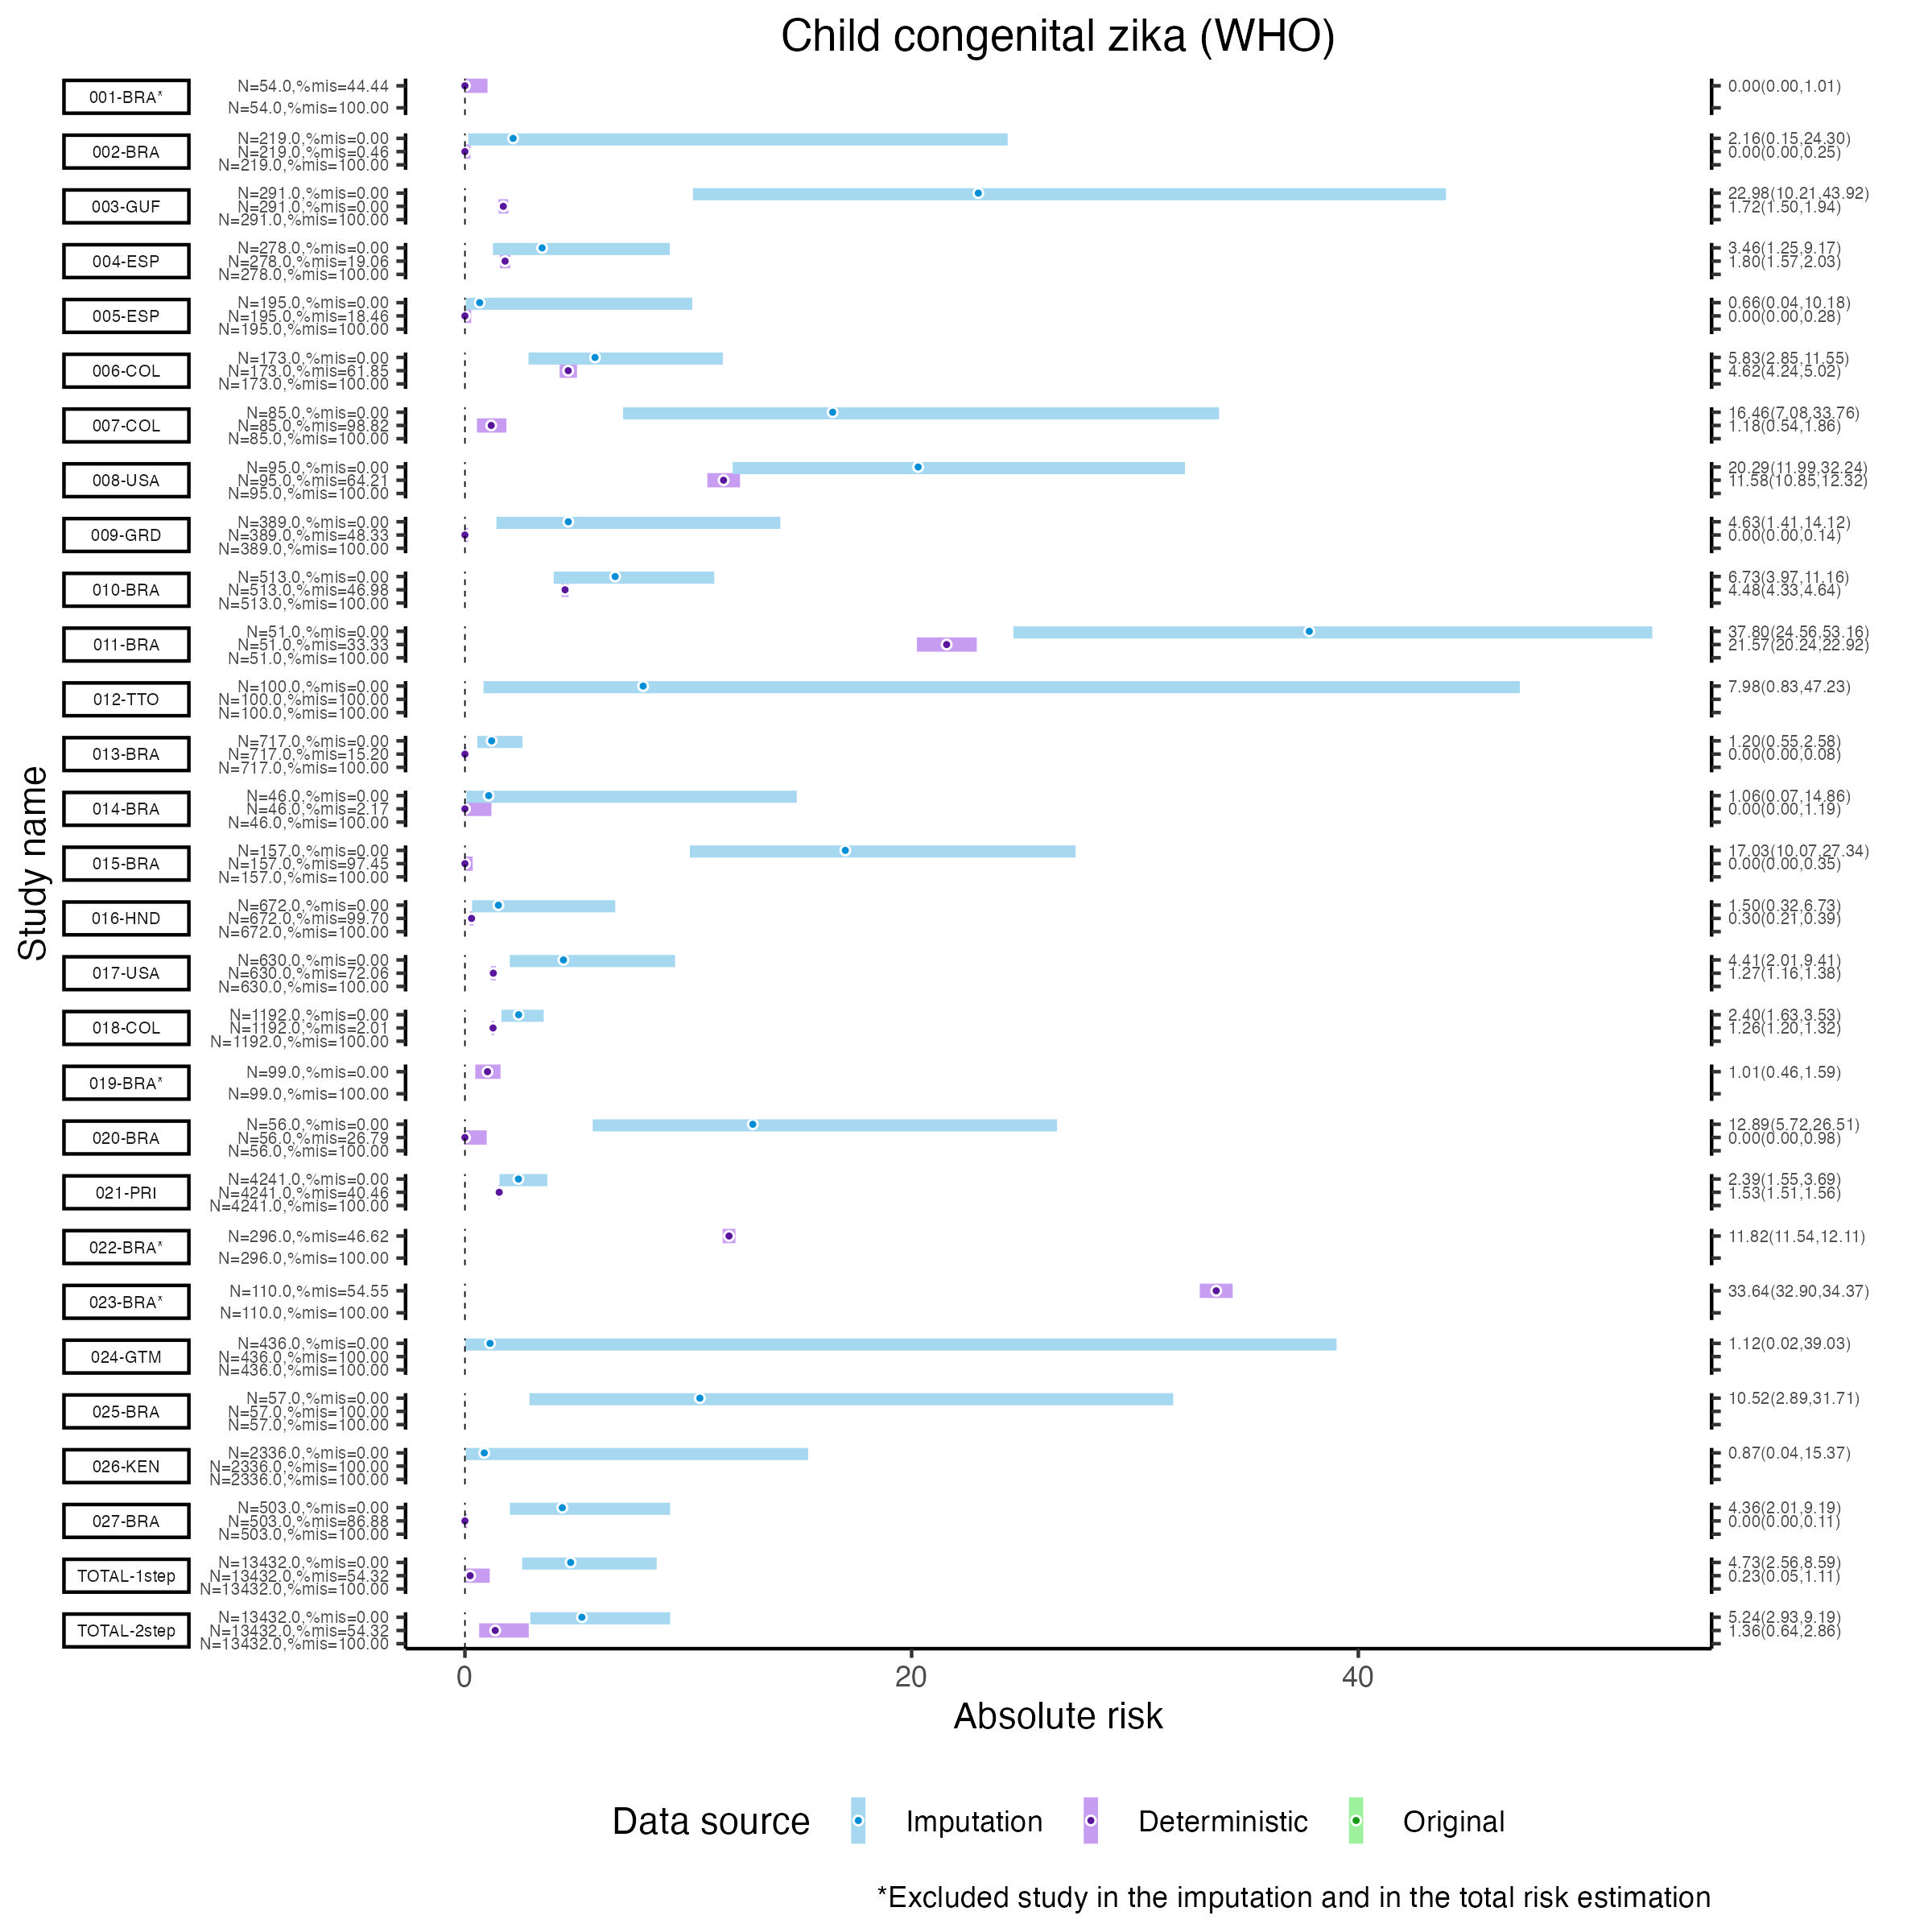 Child congenital zika (WHO)
Study name
001-BRA*
N=54.0,%mis=44.44
0.00(0.00,1.01)
N=54.0,%mis=100.00
002-BRA
N=219.0,%mis=0.00
2.16(0.15,24.30)
N=219.0,%mis=0.46
0.00(0.00,0.25)
N=219.0,%mis=100.00
003-GUF
N=291.0,%mis=0.00
22.98(10.21,43.92)
N=291.0,%mis=0.00
1.72(1.50,1.94)
N=291.0,%mis=100.00
004-ESP
N=278.0,%mis=0.00
3.46(1.25,9.17)
N=278.0,%mis=19.06
1.80(1.57,2.03)
N=278.0,%mis=100.00
005-ESP
N=195.0,%mis=0.00
0.66(0.04,10.18)
N=195.0,%mis=18.46
0.00(0.00,0.28)
N=195.0,%mis=100.00
006-COL
N=173.0,%mis=0.00
5.83(2.85,11.55)
N=173.0,%mis=61.85
4.62(4.24,5.02)
N=173.0,%mis=100.00
007-COL
N=85.0,%mis=0.00
16.46(7.08,33.76)
N=85.0,%mis=98.82
1.18(0.54,1.86)
N=85.0,%mis=100.00
008-USA
N=95.0,%mis=0.00
20.29(11.99,32.24)
N=95.0,%mis=64.21
11.58(10.85,12.32)
N=95.0,%mis=100.00
009-GRD
N=389.0,%mis=0.00
4.63(1.41,14.12)
N=389.0,%mis=48.33
0.00(0.00,0.14)
N=389.0,%mis=100.00
010-BRA
N=513.0,%mis=0.00
6.73(3.97,11.16)
N=513.0,%mis=46.98
4.48(4.33,4.64)
N=513.0,%mis=100.00
011-BRA
N=51.0,%mis=0.00
37.80(24.56,53.16)
N=51.0,%mis=33.33
21.57(20.24,22.92)
N=51.0,%mis=100.00
012-TTO
N=100.0,%mis=0.00
7.98(0.83,47.23)
N=100.0,%mis=100.00
N=100.0,%mis=100.00
013-BRA
N=717.0,%mis=0.00
1.20(0.55,2.58)
N=717.0,%mis=15.20
0.00(0.00,0.08)
N=717.0,%mis=100.00
014-BRA
N=46.0,%mis=0.00
1.06(0.07,14.86)
N=46.0,%mis=2.17
0.00(0.00,1.19)
N=46.0,%mis=100.00
015-BRA
N=157.0,%mis=0.00
17.03(10.07,27.34)
N=157.0,%mis=97.45
0.00(0.00,0.35)
N=157.0,%mis=100.00
016-HND
N=672.0,%mis=0.00
1.50(0.32,6.73)
N=672.0,%mis=99.70
0.30(0.21,0.39)
N=672.0,%mis=100.00
017-USA
N=630.0,%mis=0.00
4.41(2.01,9.41)
N=630.0,%mis=72.06
1.27(1.16,1.38)
N=630.0,%mis=100.00
018-COL
N=1192.0,%mis=0.00
2.40(1.63,3.53)
N=1192.0,%mis=2.01
1.26(1.20,1.32)
N=1192.0,%mis=100.00
019-BRA*
N=99.0,%mis=0.00
1.01(0.46,1.59)
N=99.0,%mis=100.00
020-BRA
N=56.0,%mis=0.00
12.89(5.72,26.51)
N=56.0,%mis=26.79
0.00(0.00,0.98)
N=56.0,%mis=100.00
021-PRI
N=4241.0,%mis=0.00
2.39(1.55,3.69)
N=4241.0,%mis=40.46
1.53(1.51,1.56)
N=4241.0,%mis=100.00
022-BRA*
N=296.0,%mis=46.62
11.82(11.54,12.11)
N=296.0,%mis=100.00
023-BRA*
N=110.0,%mis=54.55
33.64(32.90,34.37)
N=110.0,%mis=100.00
024-GTM
N=436.0,%mis=0.00
1.12(0.02,39.03)
N=436.0,%mis=100.00
N=436.0,%mis=100.00
025-BRA
N=57.0,%mis=0.00
10.52(2.89,31.71)
N=57.0,%mis=100.00
N=57.0,%mis=100.00
026-KEN
N=2336.0,%mis=0.00
0.87(0.04,15.37)
N=2336.0,%mis=100.00
N=2336.0,%mis=100.00
027-BRA
N=503.0,%mis=0.00
4.36(2.01,9.19)
N=503.0,%mis=86.88
0.00(0.00,0.11)
N=503.0,%mis=100.00
TOTAL-1step
N=13432.0,%mis=0.00
4.73(2.56,8.59)
N=13432.0,%mis=54.32
0.23(0.05,1.11)
N=13432.0,%mis=100.00
TOTAL-2step
N=13432.0,%mis=0.00
5.24(2.93,9.19)
N=13432.0,%mis=54.32
1.36(0.64,2.86)
N=13432.0,%mis=100.00
0 20 40
Absolute risk
Data source Imputation Deterministic Original
*Excluded study in the imputation and in the total risk estimation